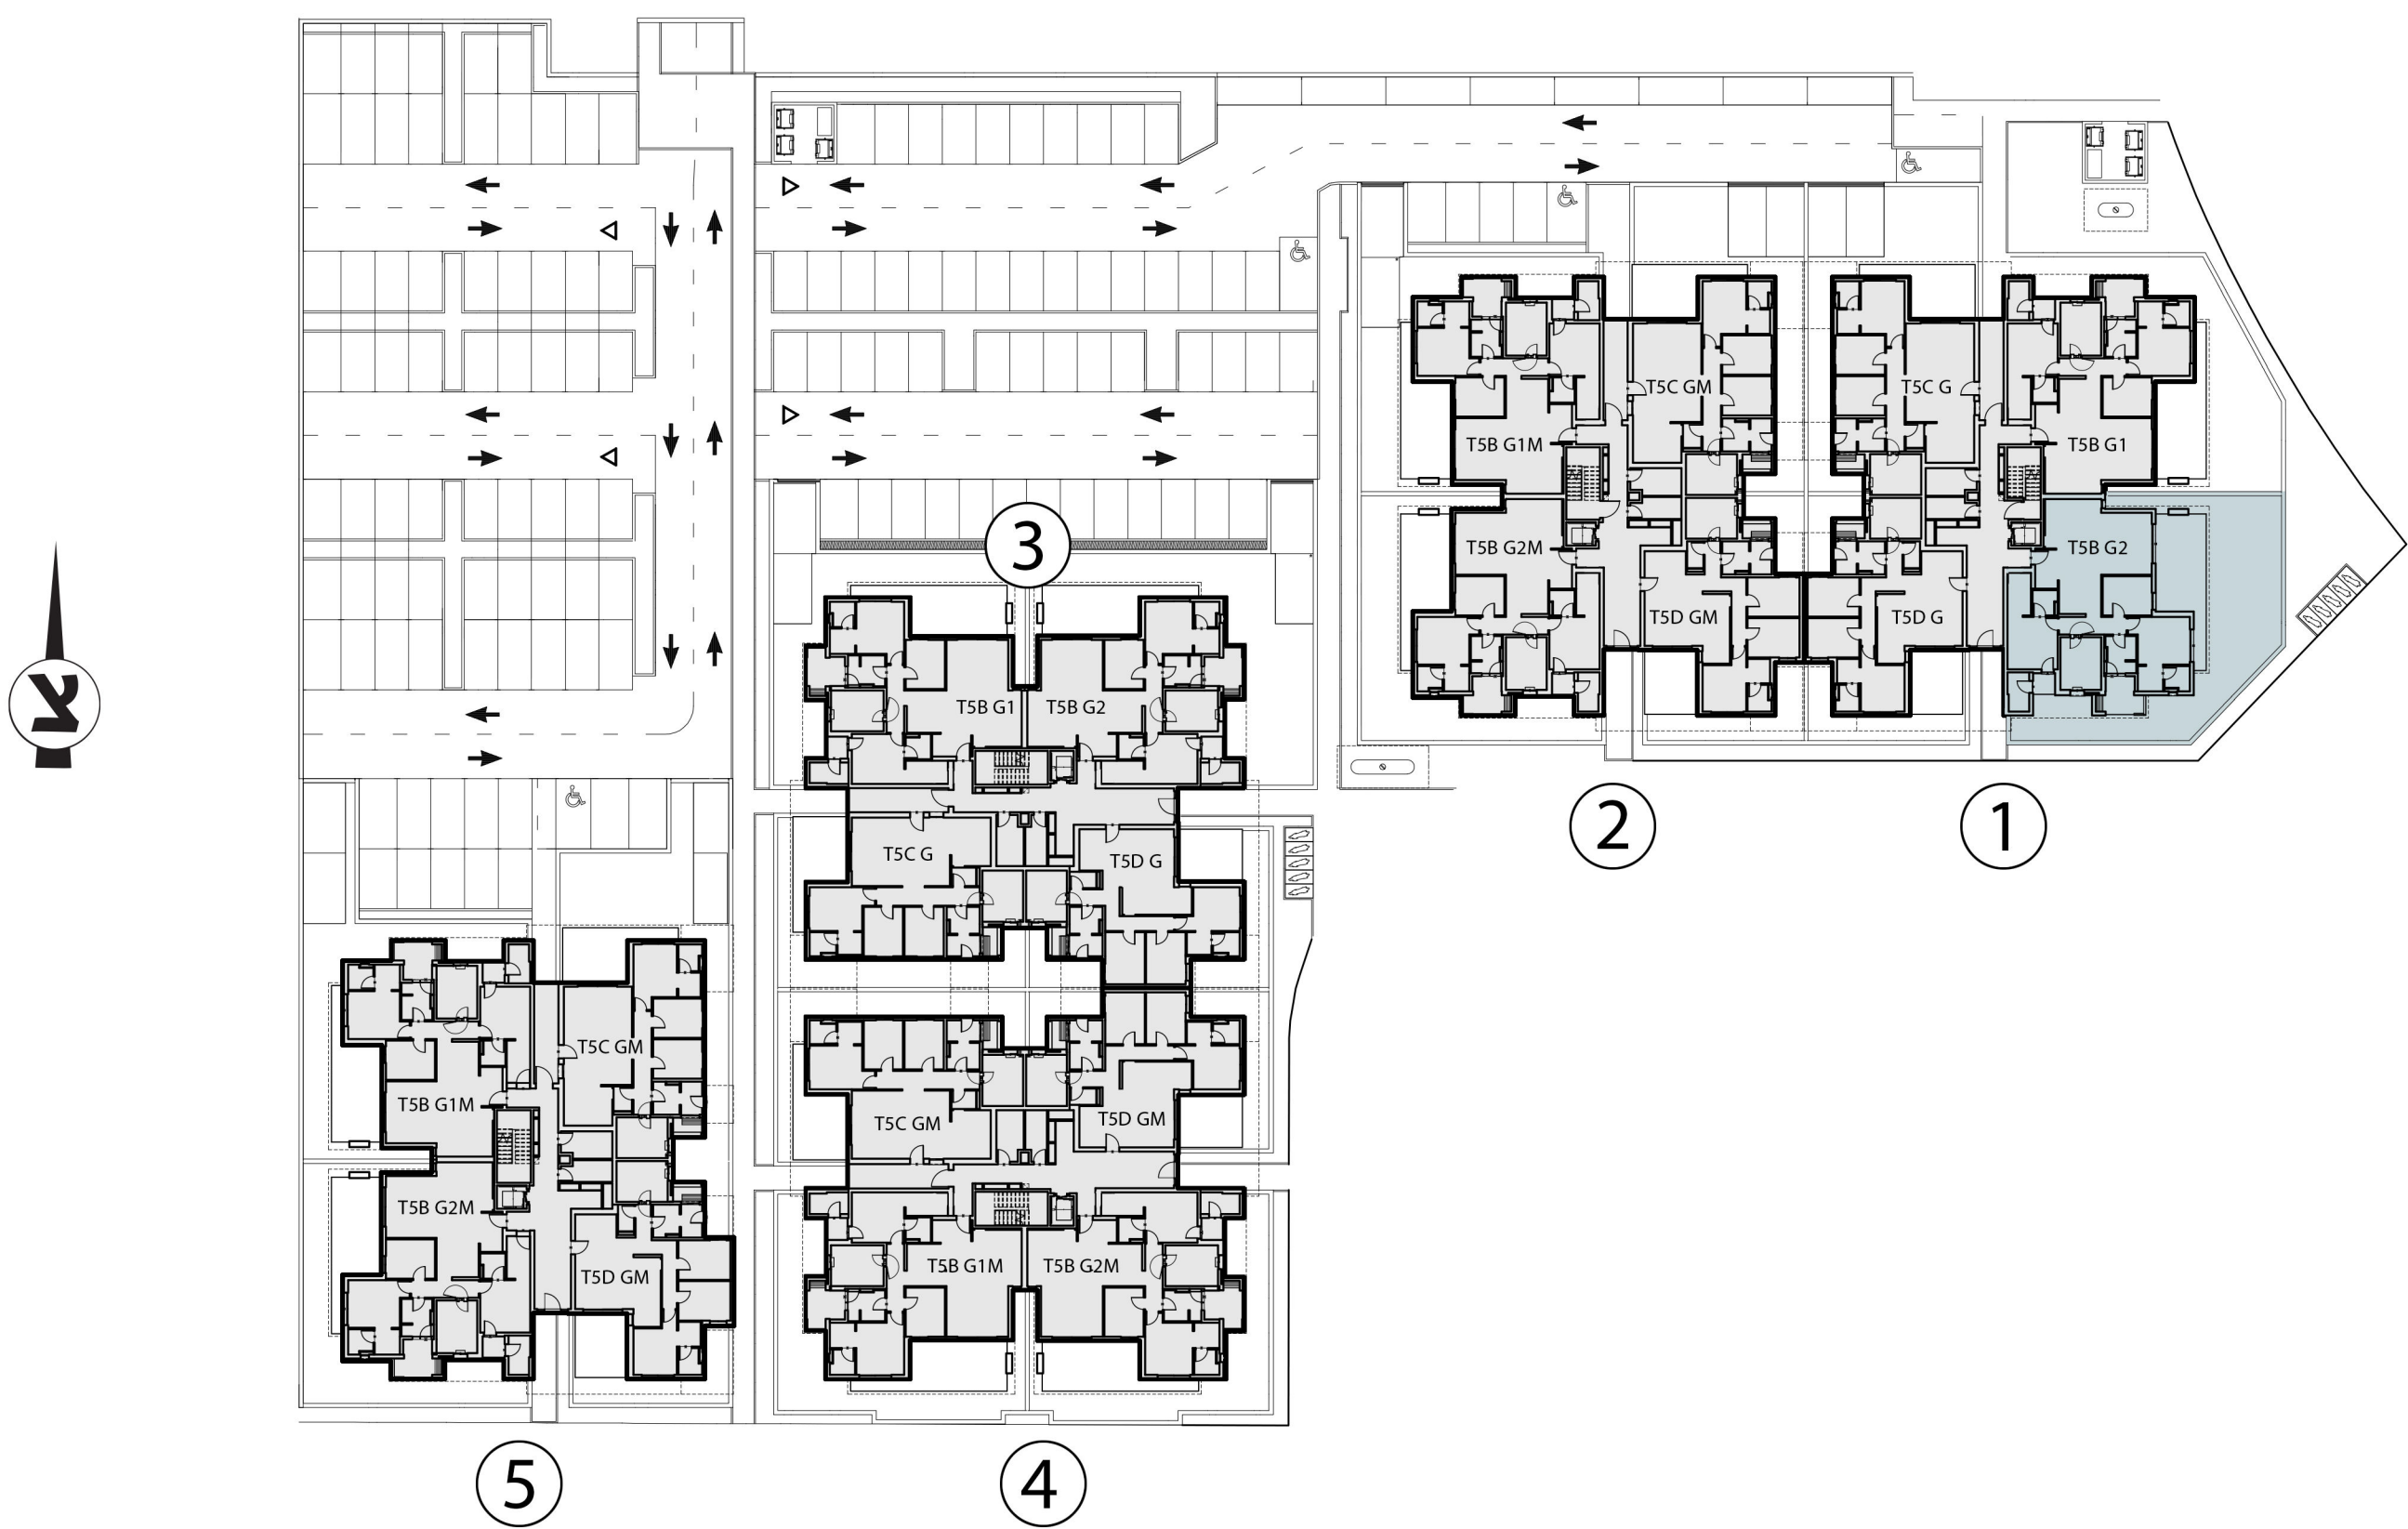 3
T5C GM
T5C G
T5B G1M
T5B G1
T5B G2M
T5B G2
T5D GM
T5D G
2
1
T5B G1
T5B G2
T5C G
T5D G
T5C GM
T5D GM
T5B G1M
T5B G2M
4
T5C GM
T5B G1M
T5B G2M
T5D GM
5
צ